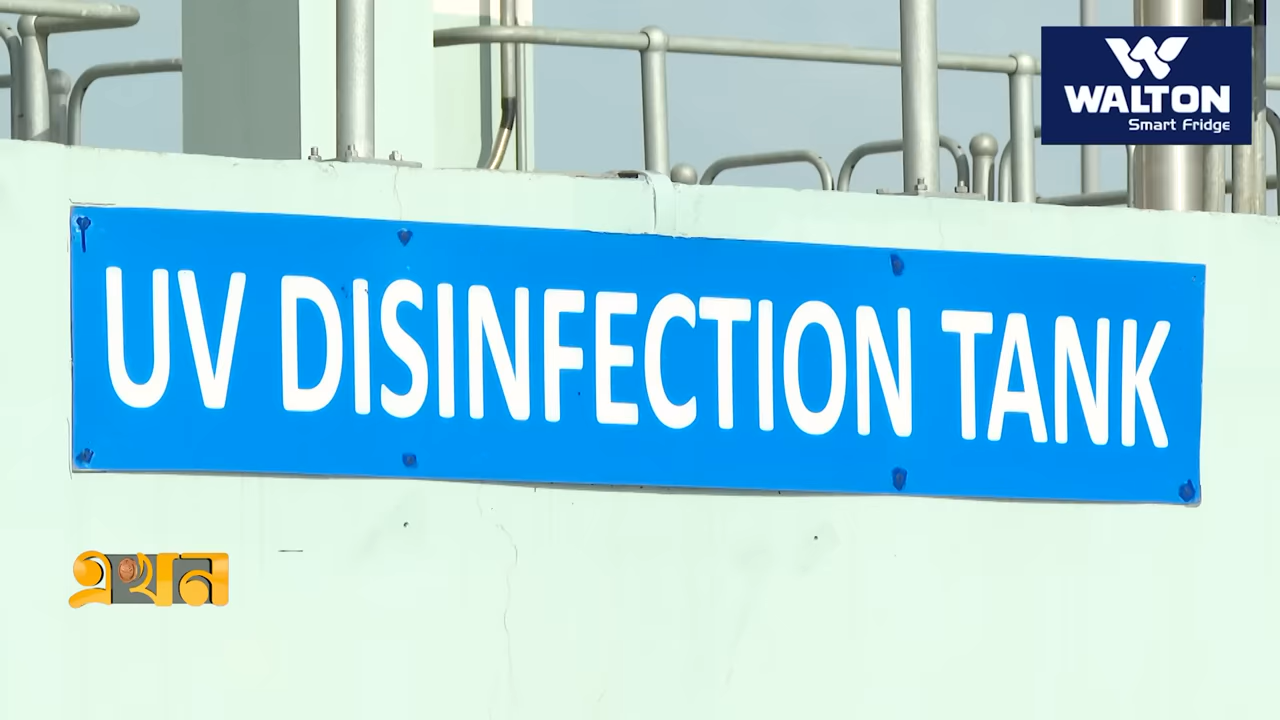 WALTON
Smart Fridge
UV DISINFECTION TANK
এখন